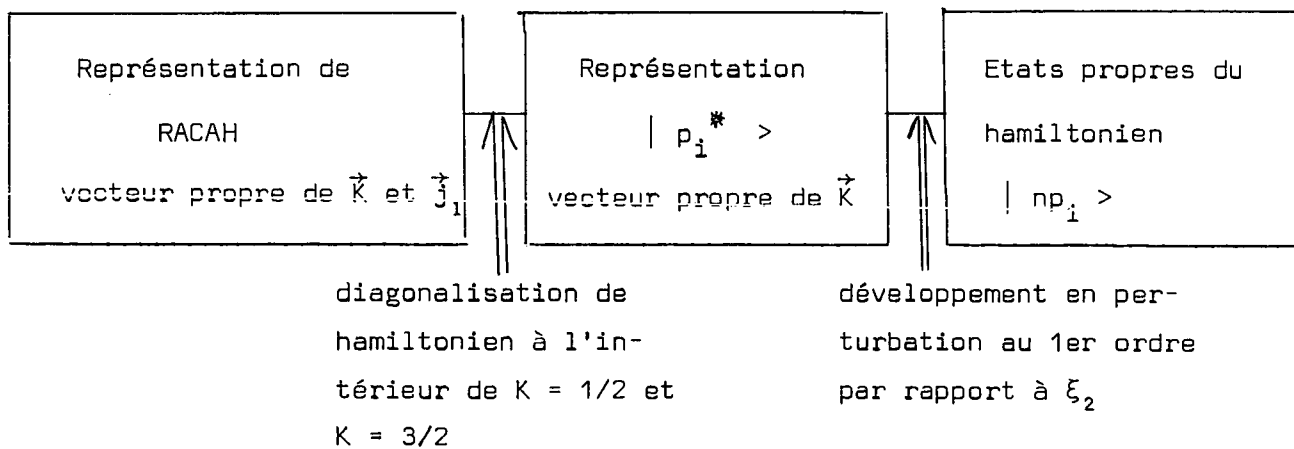 Représentation de
RACAH
vecteur propre de K⃗ et j⃗₁
Représentation
| pᵢ* >
vecteur propre de K⃗
Etats propres du
hamiltonien
| npᵢ >
diagonalisation de
hamiltonien à l'in-
térieur de K = 1/2 et
K = 3/2
développement en per-
turbation au 1er ordre
par rapport à ξ₂